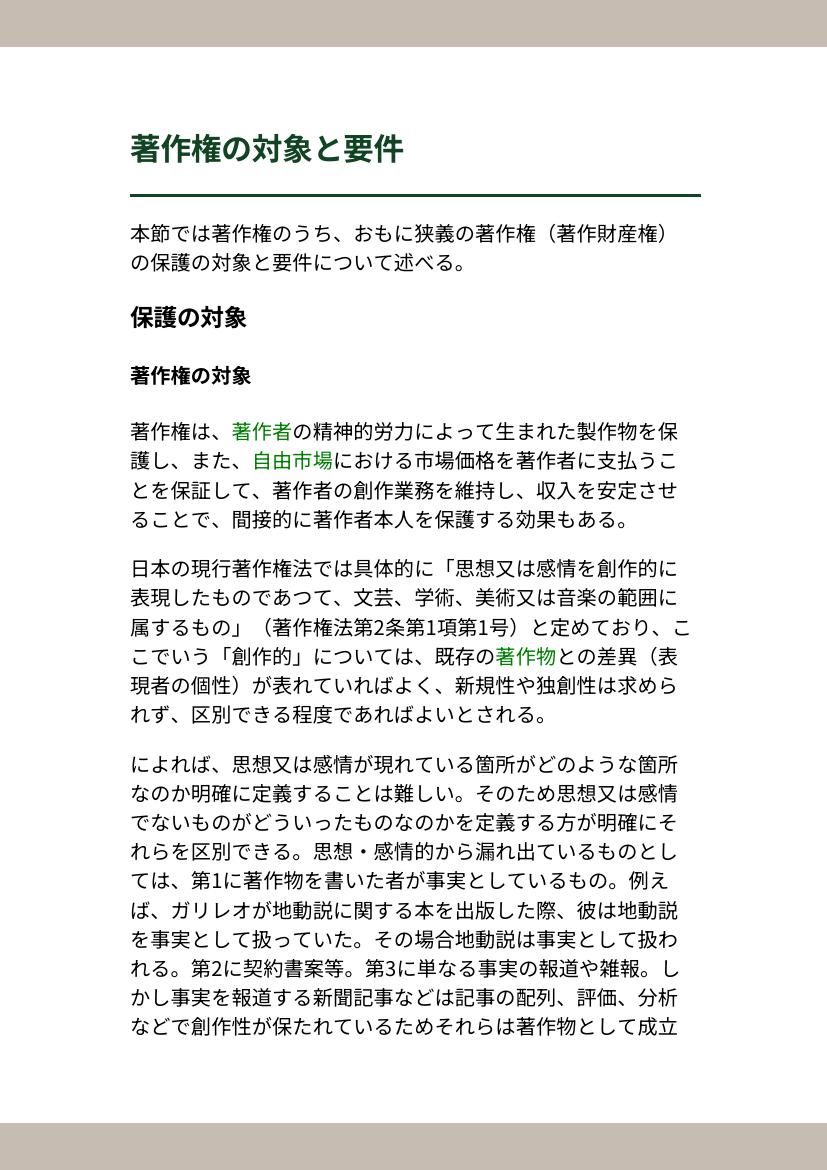 著作権の対象と要件
本節では著作権のうち、おもに狭義の著作権（著作財産権）
の保護の対象と要件について述べる。
保護の対象
著作権の対象
著作権は、著作者の精神的労力によって生まれた製作物を保
護し、また、自由市場における市場価格を著作者に支払うこ
とを保証して、著作者の創作業務を維持し、収入を安定させ
ることで、間接的に著作者本人を保護する効果もある。
日本の現行著作権法では具体的に「思想又は感情を創作的に
表現したものであつて、文芸、学術、美術又は音楽の範囲に
属するもの」（著作権法第2条第1項第1号）と定めており、こ
こでいう「創作的」については、既存の著作物との差異（表
現者の個性）が表れていればよく、新規性や独創性は求めら
れず、区別できる程度であればよいとされる。
によれば、思想又は感情が現れている箇所がどのような箇所
なのか明確に定義することは難しい。そのため思想又は感情
でないものがどういったものなのかを定義する方が明確にそ
れらを区別できる。思想・感情的から漏れ出ているものとし
ては、第1に著作物を書いた者が事実としているもの。例え
ば、ガリレオが地動説に関する本を出版した際、彼は地動説
を事実として扱っていた。その場合地動説は事実として扱わ
れる。第2に契約書案等。第3に単なる事実の報道や雑報。し
かし事実を報道する新聞記事などは記事の配列、評価、分析
などで創作性が保たれているためそれらは著作物として成立